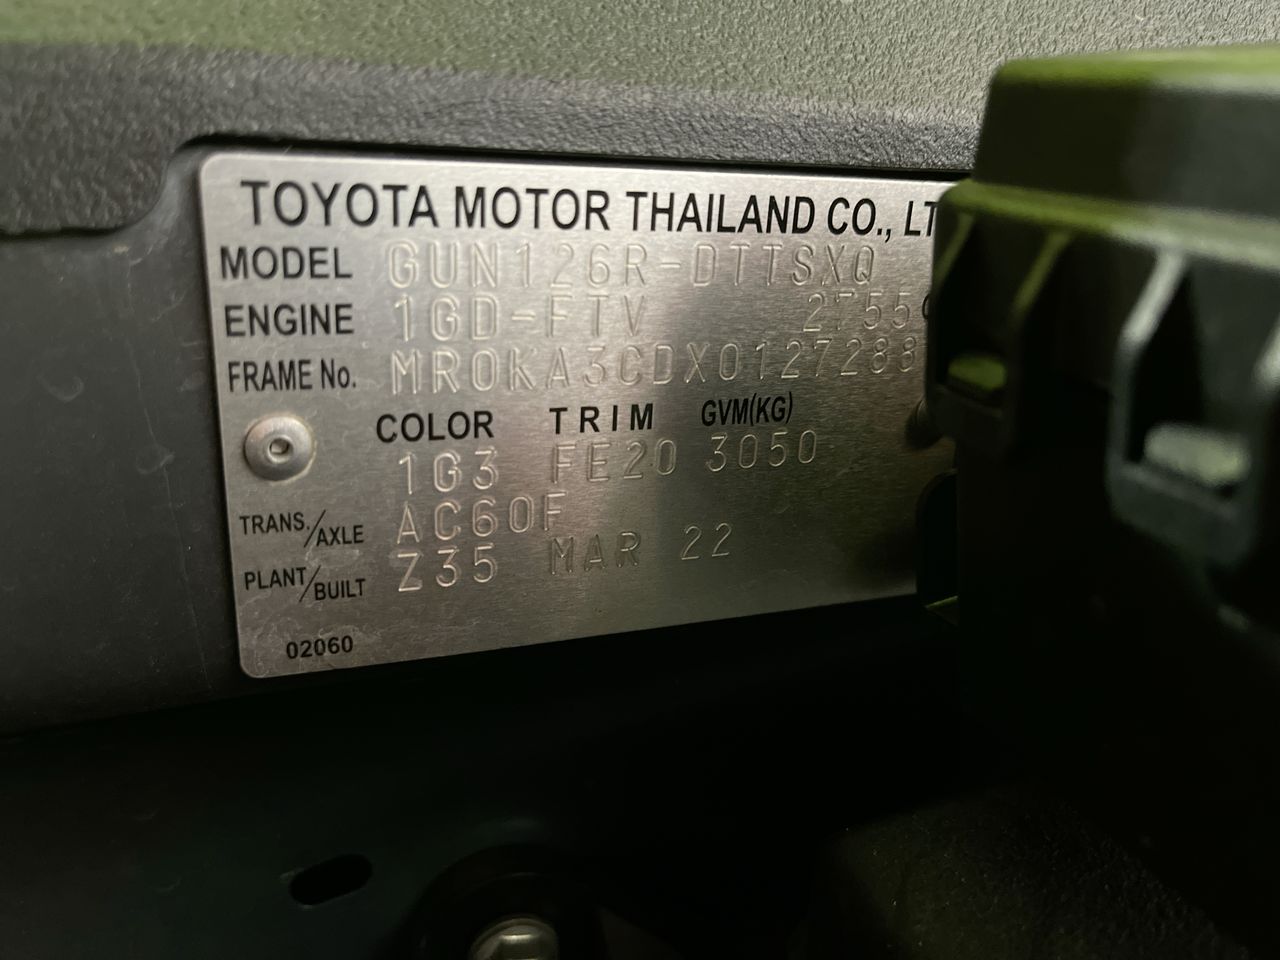 TOYOTA MOTOR THAILAND CO., LT
MODEL GUN126R-DTTSXQ
ENGINE 1GD-FTV 2755
FRAME No. MR0KA3CDX0127288
COLOR TRIM GVM(KG)
1G3 FE20 3050
TRANS./AXLE AC60F
PLANT/BUILT Z35 MAR 22
02060